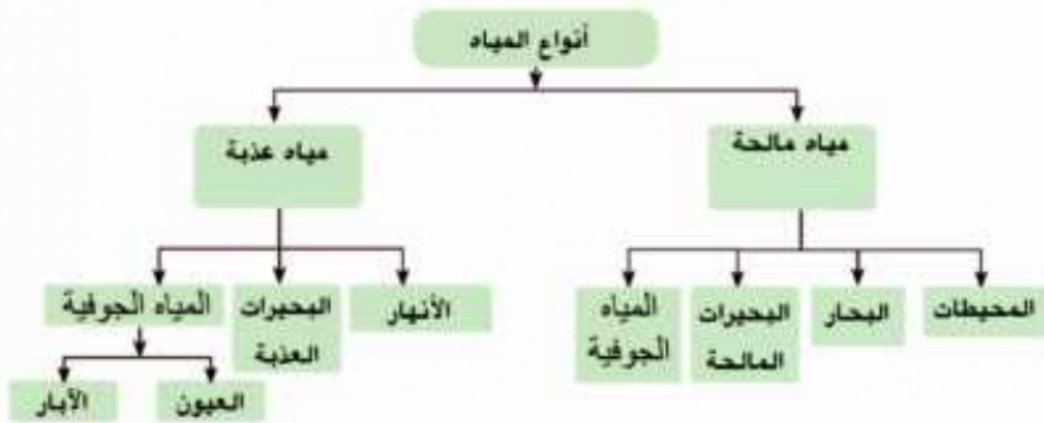 أنواع المياه
مياه مالحة
مياه عذبة
المحيطات
البحار
البحيرات
المالحة
المياه
الجوفية
الأنهار
البحيرات
العذبة
المياه الجوفية
العيون
الآبار